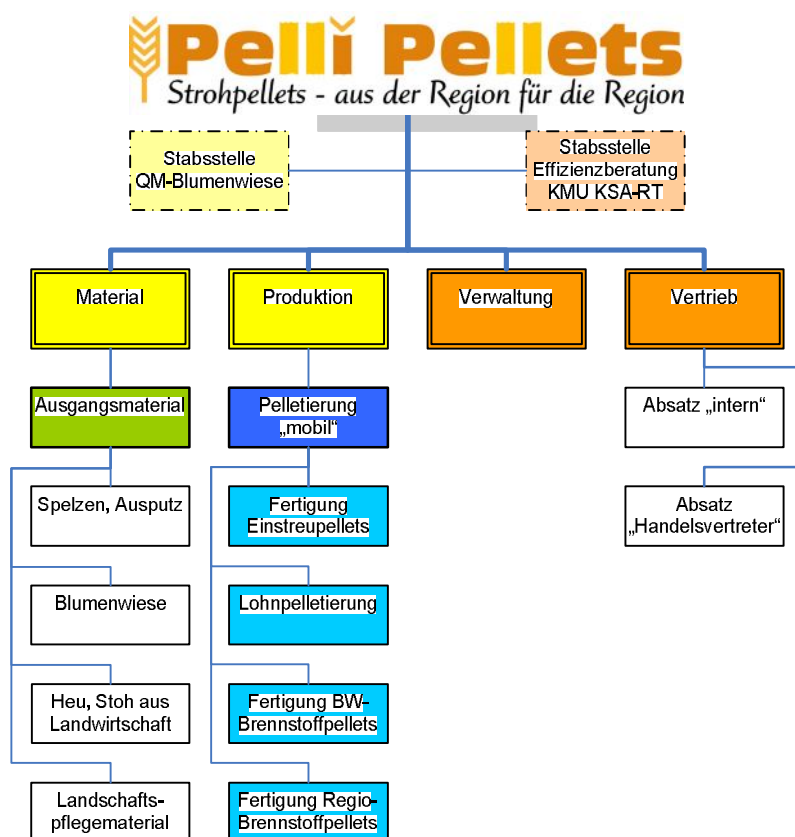 Pelli Pellets
Strohpellets - aus der Region für die Region
Stabsstelle
QM-Blumenwiese
Stabsstelle
Effizienzberatung
KMU KSA-RT
Material
Produktion
Verwaltung
Vertrieb
Ausgangsmaterial
Pelletierung
„mobil“
Absatz „intern“
Spelzen, Ausputz
Fertigung
Einstreupellets
Absatz
„Handelsvertreter“
Blumenwiese
Lohnpelletierung
Heu, Stoh aus
Landwirtschaft
Fertigung BW-
Brennstoffpellets
Landschafts-
pflegematerial
Fertigung Regio-
Brennstoffpellets